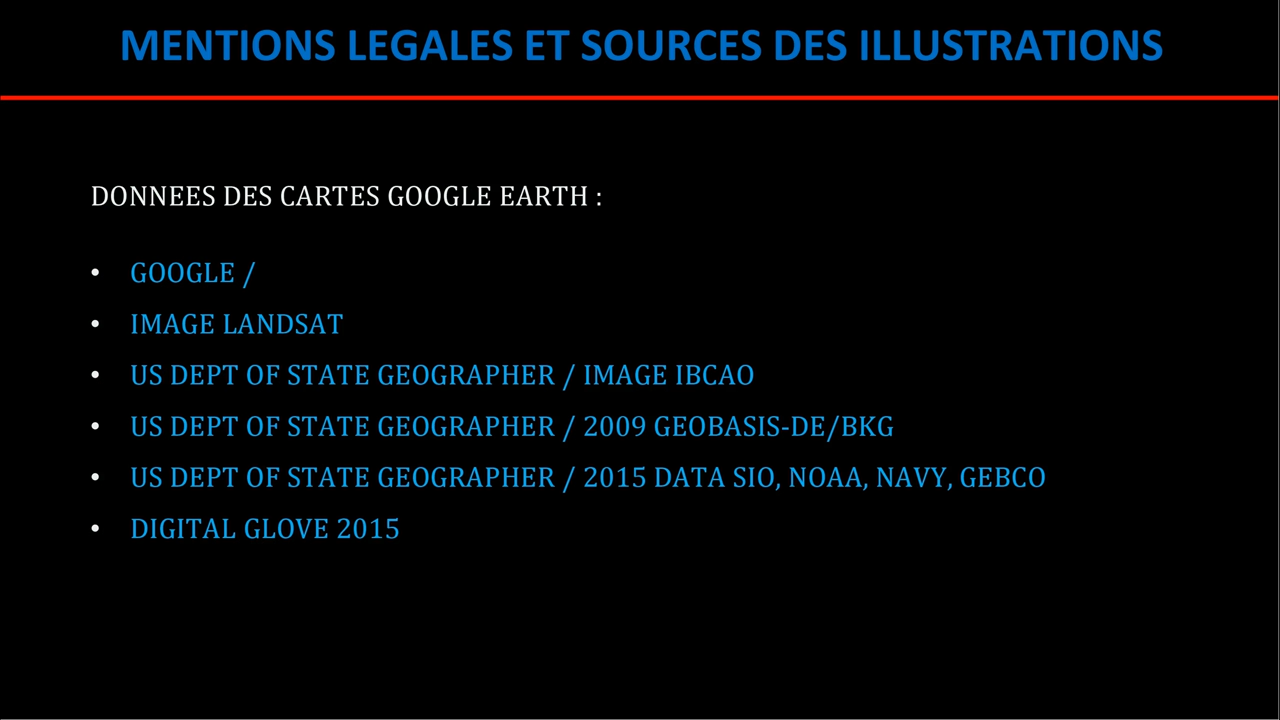 MENTIONS LEGALES ET SOURCES DES ILLUSTRATIONS
DONNEES DES CARTES GOOGLE EARTH :
• GOOGLE /
• IMAGE LANDSAT
• US DEPT OF STATE GEOGRAPHER / IMAGE IBCAO
• US DEPT OF STATE GEOGRAPHER / 2009 GEOBASIS-DE/BKG
• US DEPT OF STATE GEOGRAPHER / 2015 DATA SIO, NOAA, NAVY, GEBCO
• DIGITAL GLOVE 2015